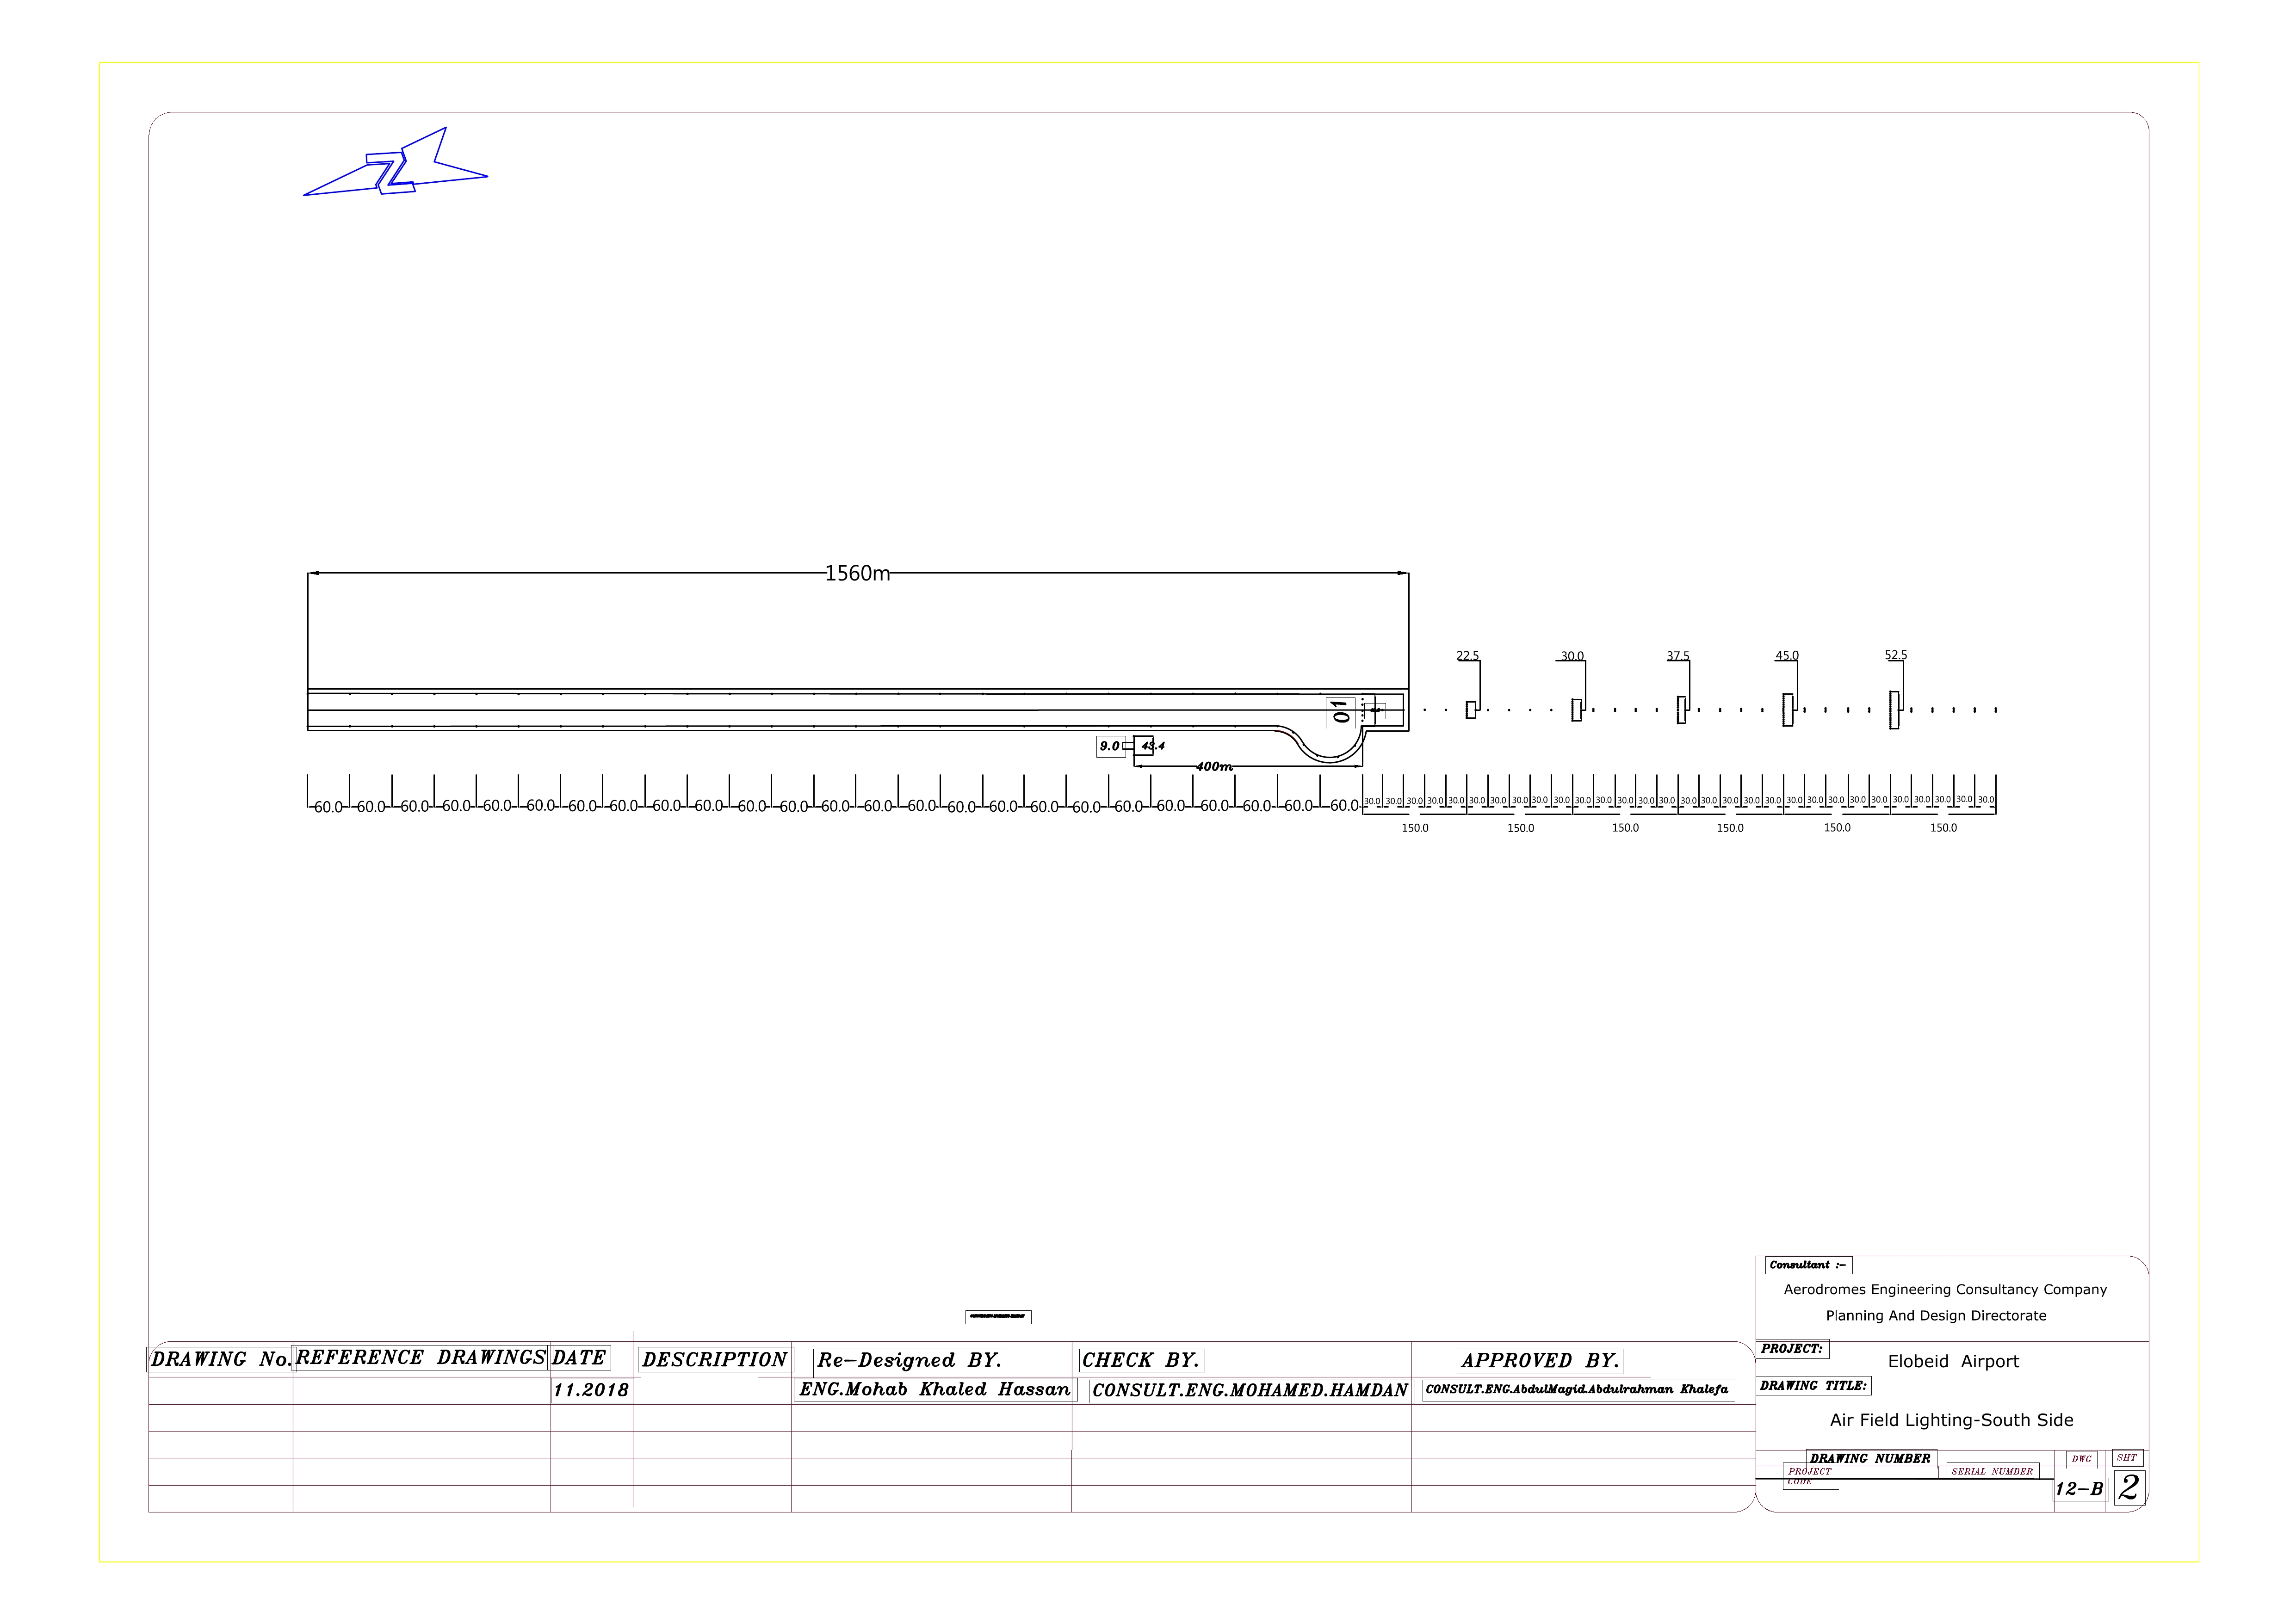 1560m
22.5
30.0
37.5
45.0
52.5
01
9.0
43.4
400m
60.0 60.0 60.0 60.0 60.0 60.0 60.0 60.0 60.0 60.0 60.0 60.0 60.0 60.0 60.0 60.0 60.0 60.0 60.0 60.0 60.0 60.0 60.0 60.0 60.0 30.0 30.0 30.0 30.0 30.0 30.0 30.0 30.0 30.0 30.0 30.0 30.0 30.0 30.0 30.0 30.0 30.0 30.0 30.0 30.0 30.0 30.0 30.0 30.0 30.0 30.0 30.0 30.0 30.0 30.0
150.0 150.0 150.0 150.0 150.0 150.0
Consultant :-
Aerodromes Engineering Consultancy Company
Planning And Design Directorate
PROJECT:
Elobeid Airport
DRAWING TITLE:
Air Field Lighting-South Side
DRAWING NUMBER
PROJECT
CODE
SERIAL NUMBER
DWG
SHT
12-B
2
DRAWING No. REFERENCE DRAWINGS DATE DESCRIPTION Re-Designed BY. CHECK BY. APPROVED BY.
11.2018 ENG.Mohab Khaled Hassan CONSULT.ENG.MOHAMED.HAMDAN CONSULT.ENG.AbdulMagid.Abdulrahman Khalefa